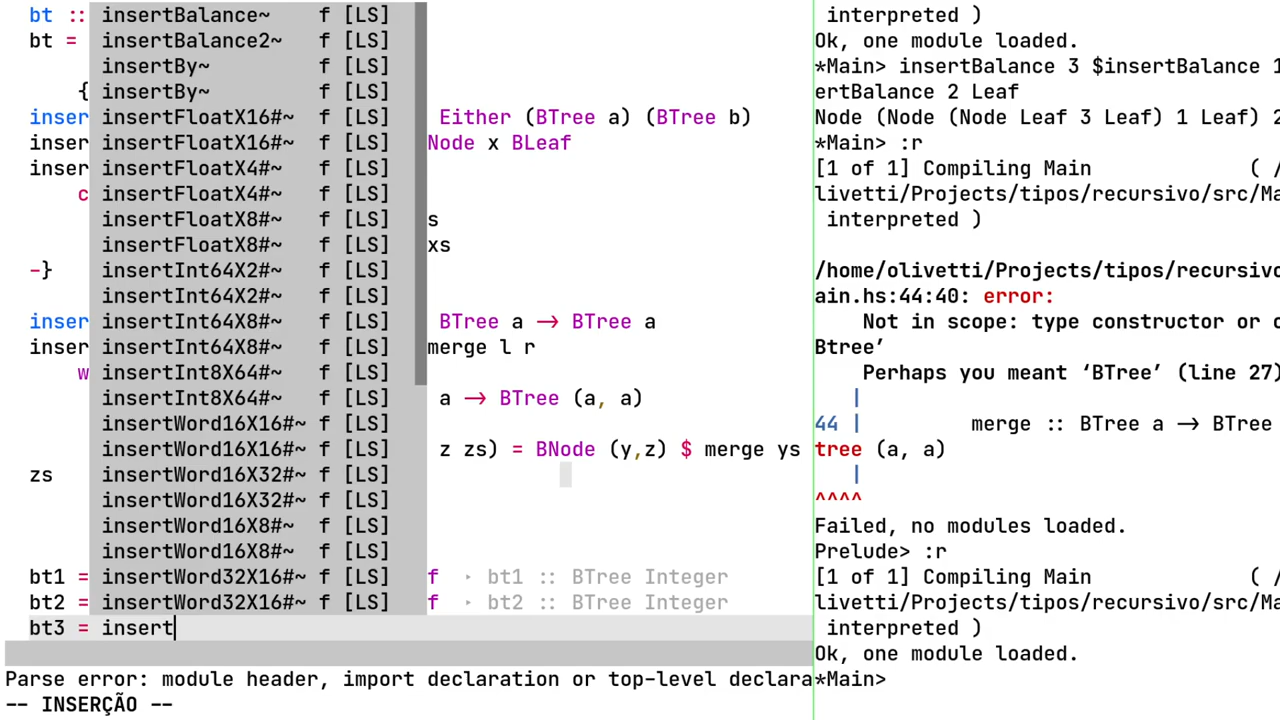 bt :: insertBalance~ f [LS]
bt = insertBalance2~ f [LS]
insertBy~ f [LS]
{ insertBy~ f [LS]
inser insertFloatX16#~ f [LS] Either (BTree a) (BTree b)
inser insertFloatX16#~ f [LS] Node x BLeaf
inser insertFloatX4#~ f [LS]
c insertFloatX4#~ f [LS]
insertFloatX8#~ f [LS] s
insertFloatX8#~ f [LS] xs
-} insertInt64X2#~ f [LS]
insertInt64X2#~ f [LS]
inser insertInt64X8#~ f [LS] BTree a → BTree a
inser insertInt64X8#~ f [LS] merge l r
w insertInt8X64#~ f [LS]
insertInt8X64#~ f [LS] a → BTree (a, a)
insertWord16X16#~ f [LS]
insertWord16X16#~ f [LS] z zs) = BNode (y,z) $ merge ys
zs insertWord16X32#~ f [LS]
insertWord16X32#~ f [LS]
insertWord16X8#~ f [LS]
insertWord16X8#~ f [LS]
bt1 = insertWord32X16#~ f [LS] f ‣ bt1 :: BTree Integer
bt2 = insertWord32X16#~ f [LS] f ‣ bt2 :: BTree Integer
bt3 = insert
Parse error: module header, import declaration or top-level declara
-- INSERÇÃO --
interpreted )
Ok, one module loaded.
*Main> insertBalance 3 $insertBalance 1
ertBalance 2 Leaf
Node (Node (Node Leaf 3 Leaf) 1 Leaf) 2
*Main> :r
[1 of 1] Compiling Main ( /
livetti/Projects/tipos/recursivo/src/Ma
interpreted )
/home/olivetti/Projects/tipos/recursivo
ain.hs:44:40: error:
Not in scope: type constructor or c
Btree’
Perhaps you meant ‘BTree’ (line 27)
|
44 | merge :: BTree a → BTree
tree (a, a)
|
^^^^
Failed, no modules loaded.
Prelude> :r
[1 of 1] Compiling Main ( /
livetti/Projects/tipos/recursivo/src/Ma
interpreted )
Ok, one module loaded.
*Main>